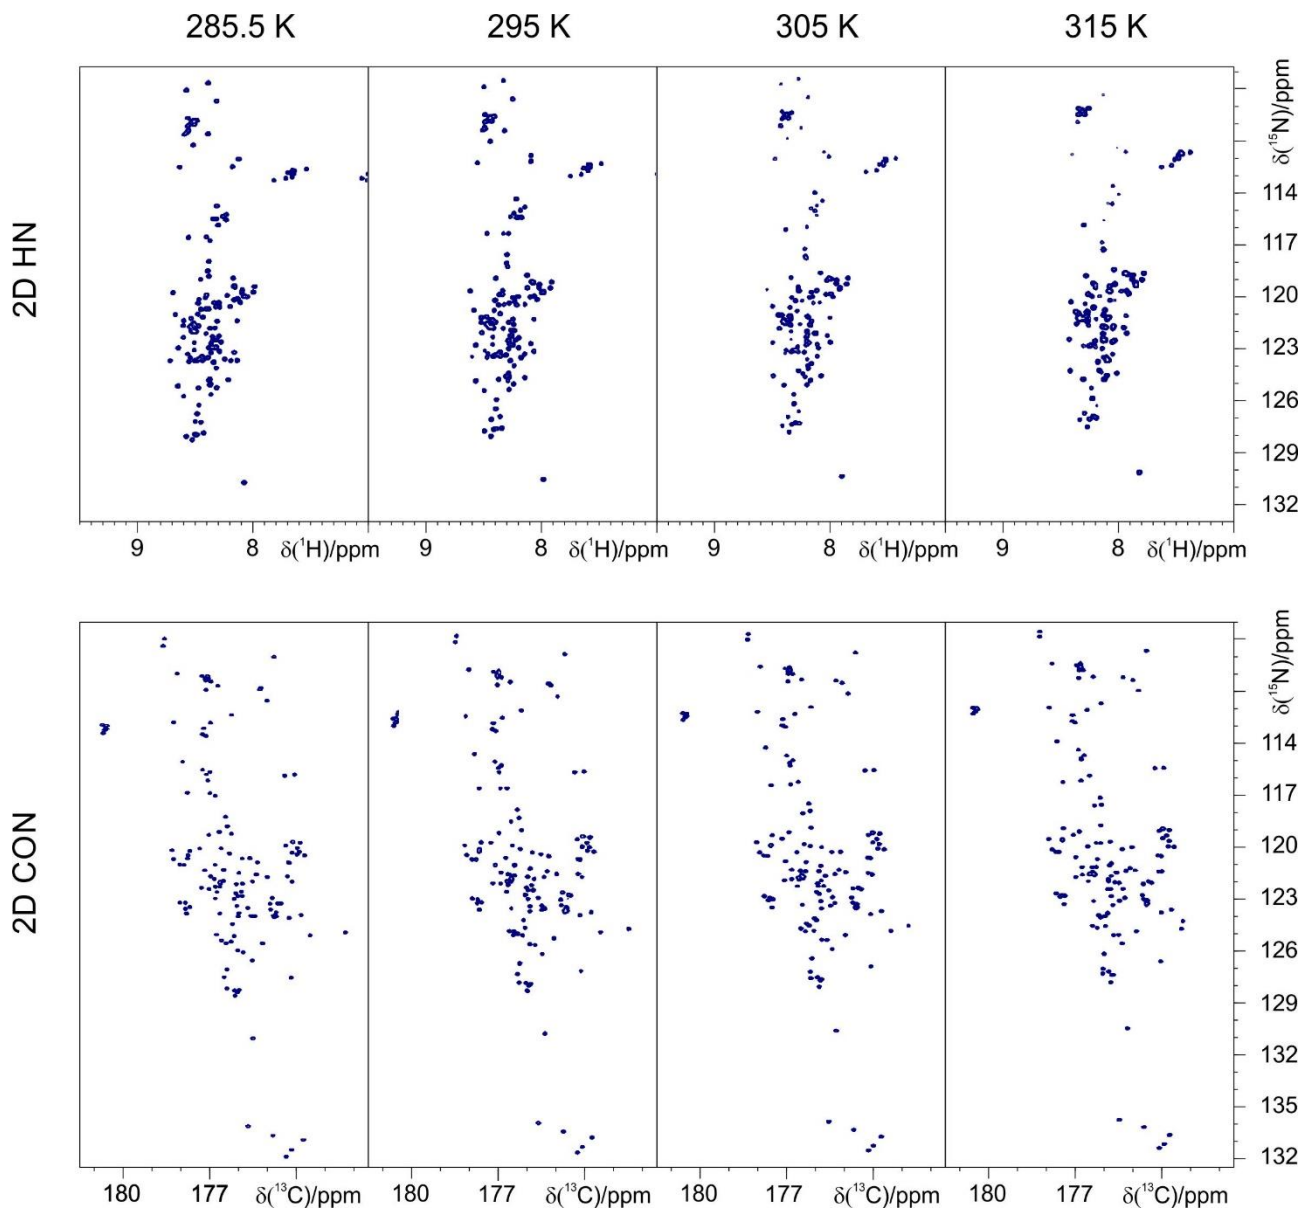 285.5 K 295 K 305 K 315 K
2D HN
δ(¹⁵N)/ppm
114
117
120
123
126
129
132
9 8 δ(¹H)/ppm 9 8 δ(¹H)/ppm 9 8 δ(¹H)/ppm 9 8 δ(¹H)/ppm
2D CON
δ(¹⁵N)/ppm
114
117
120
123
126
129
132
135
132
180 177 δ(¹³C)/ppm 180 177 δ(¹³C)/ppm 180 177 δ(¹³C)/ppm 180 177 δ(¹³C)/ppm